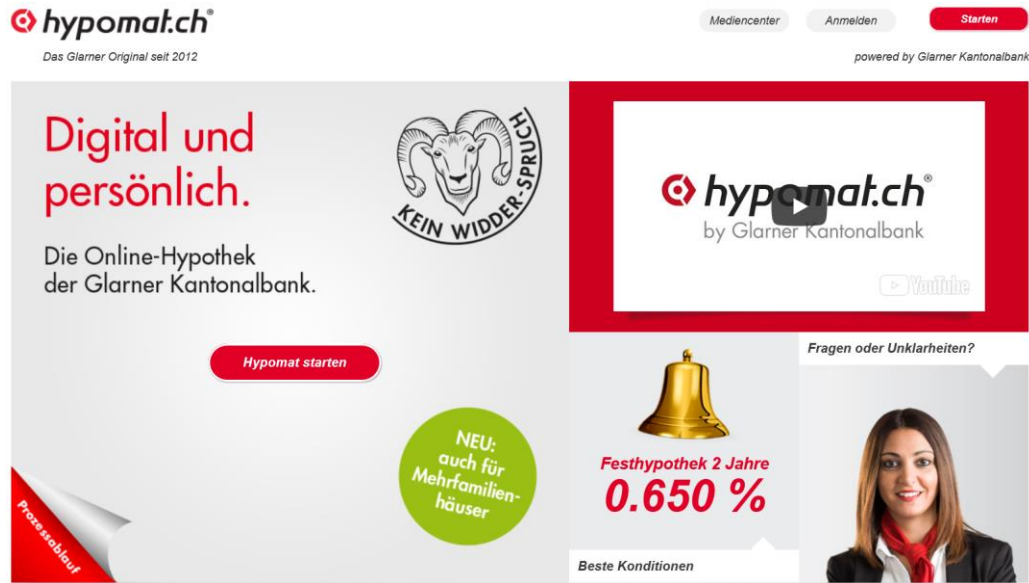 hypomat.ch®
Mediencenter
Anmelden
Starten
Das Glarner Original seit 2012
powered by Glarner Kantonalbank
Digital und
persönlich.
KEIN WIDDER-SPRUCH
Die Online-Hypothek
der Glarner Kantonalbank.
Hypomat starten
NEU:
auch für
Mehrfamilien-
häuser
Prozessablauf
hypomat.ch®
by Glarner Kantonalbank
YouTube
Festhypothek 2 Jahre
0.650 %
Beste Konditionen
Fragen oder Unklarheiten?